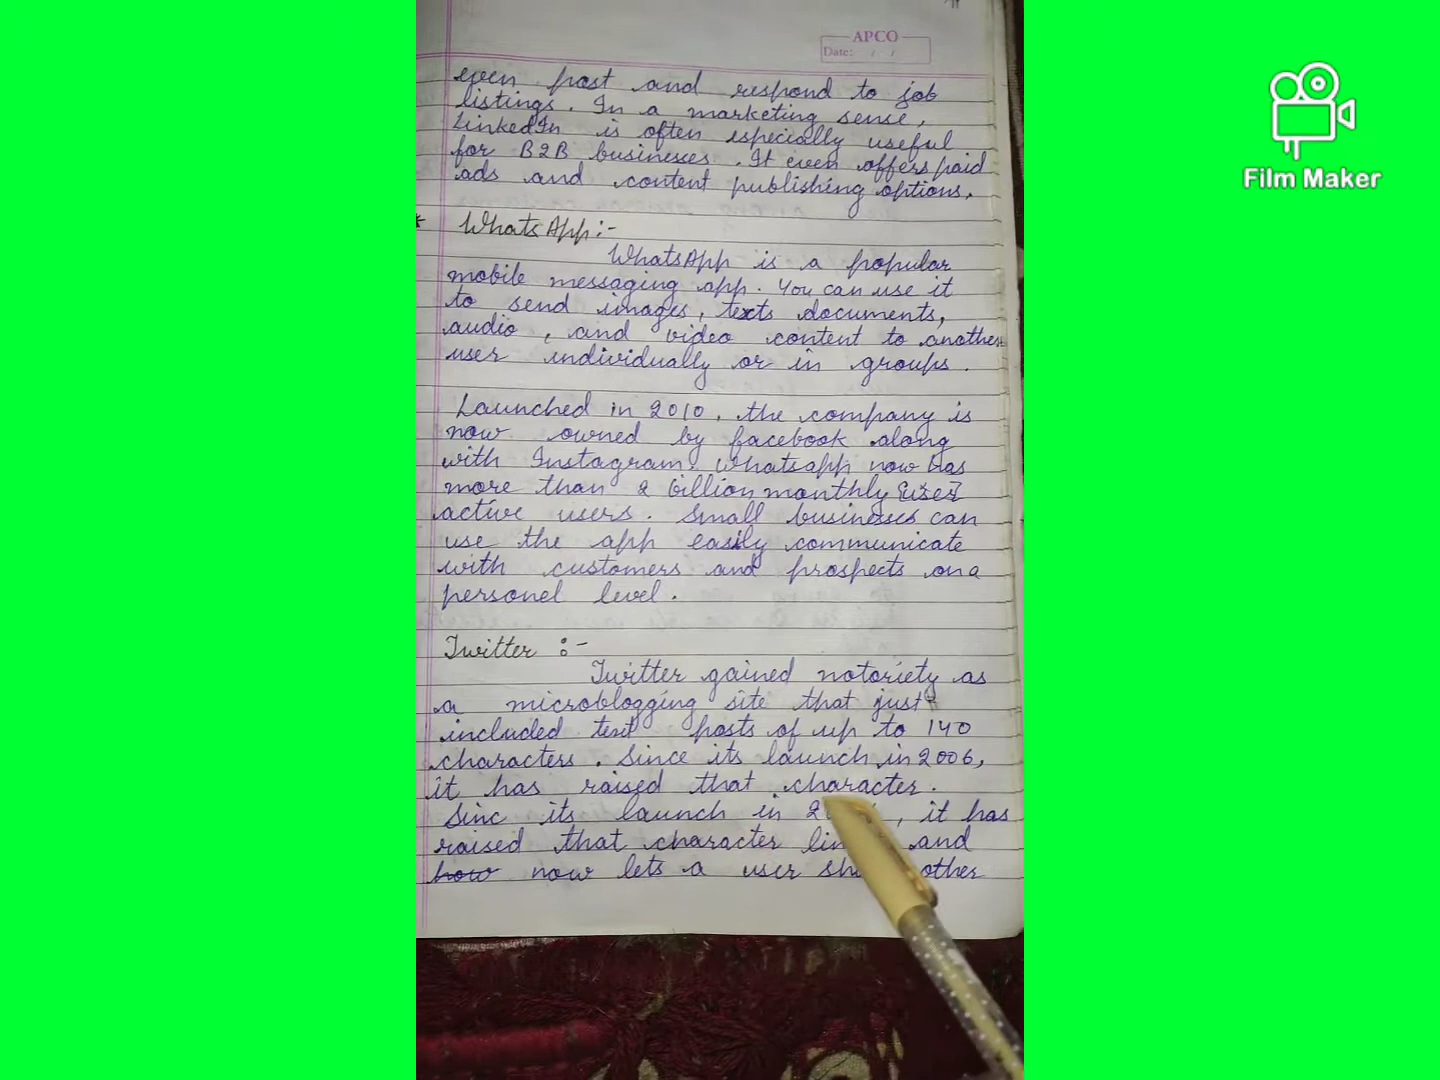 APCO
Date:
even post and respond to job
listings. In a marketing sense,
LinkedIn is often especially useful
for B2B businesses. It even offers paid
ads and content publishing options.
Film Maker
* WhatsApp:-
WhatsApp is a popular
mobile messaging app. You can use it
to send images, texts documents,
audio, and video content to another
user individually or in groups.
Launched in 2010, the company is
now owned by facebook along
with Instagram. Whatsapp now has
more than 2 billion monthly
active users. Small businesses can
use the app easily communicate
with customers and prospects on a
personel level.
Twitter :-
Twitter gained notoriety as
a microblogging site that just
included text posts of up to 140
characters. Since its launch in 2006,
it has raised that character.
Sinc its launch in , it has
raised that character and
how now lets a user other